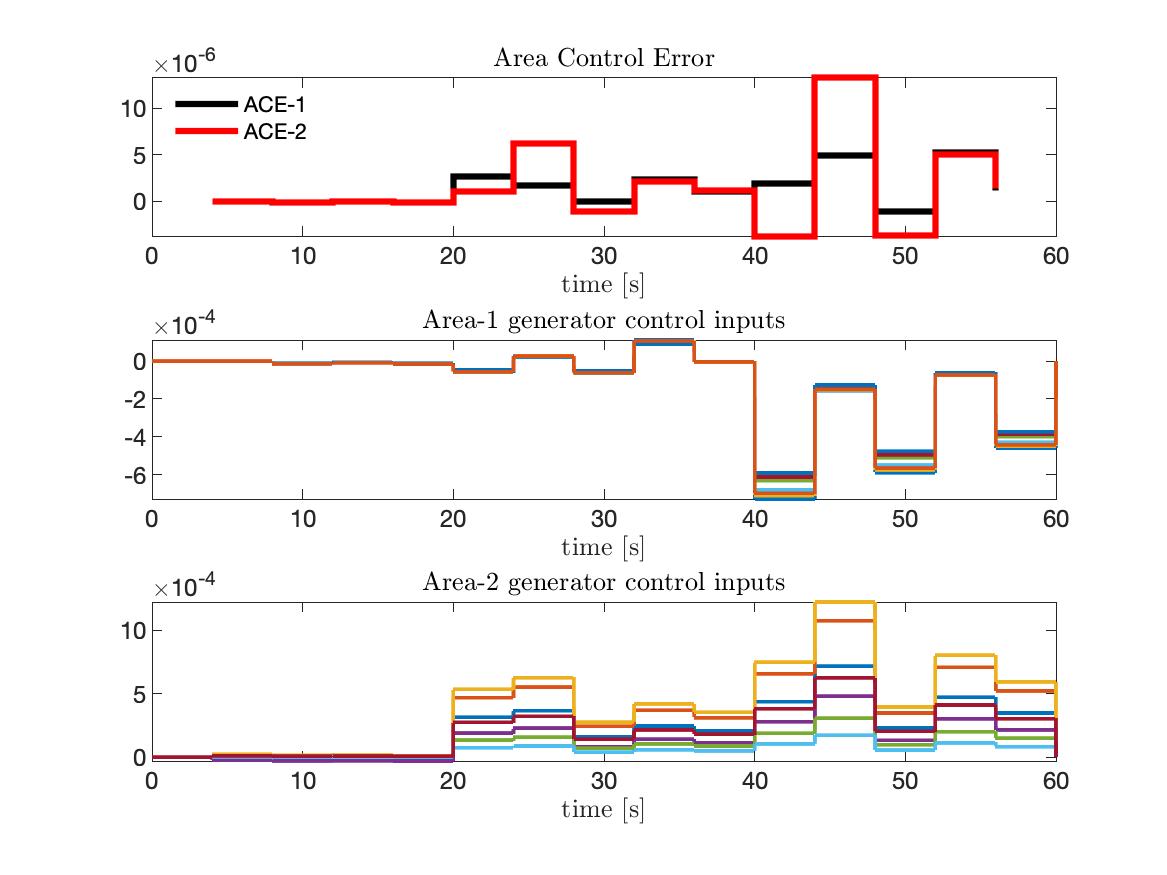 Area Control Error
×10-6
10
5
0
ACE-1
ACE-2
0 10 20 30 40 50 60
time [s]
Area-1 generator control inputs
×10-4
0
-2
-4
-6
0 10 20 30 40 50 60
time [s]
Area-2 generator control inputs
×10-4
10
5
0
0 10 20 30 40 50 60
time [s]